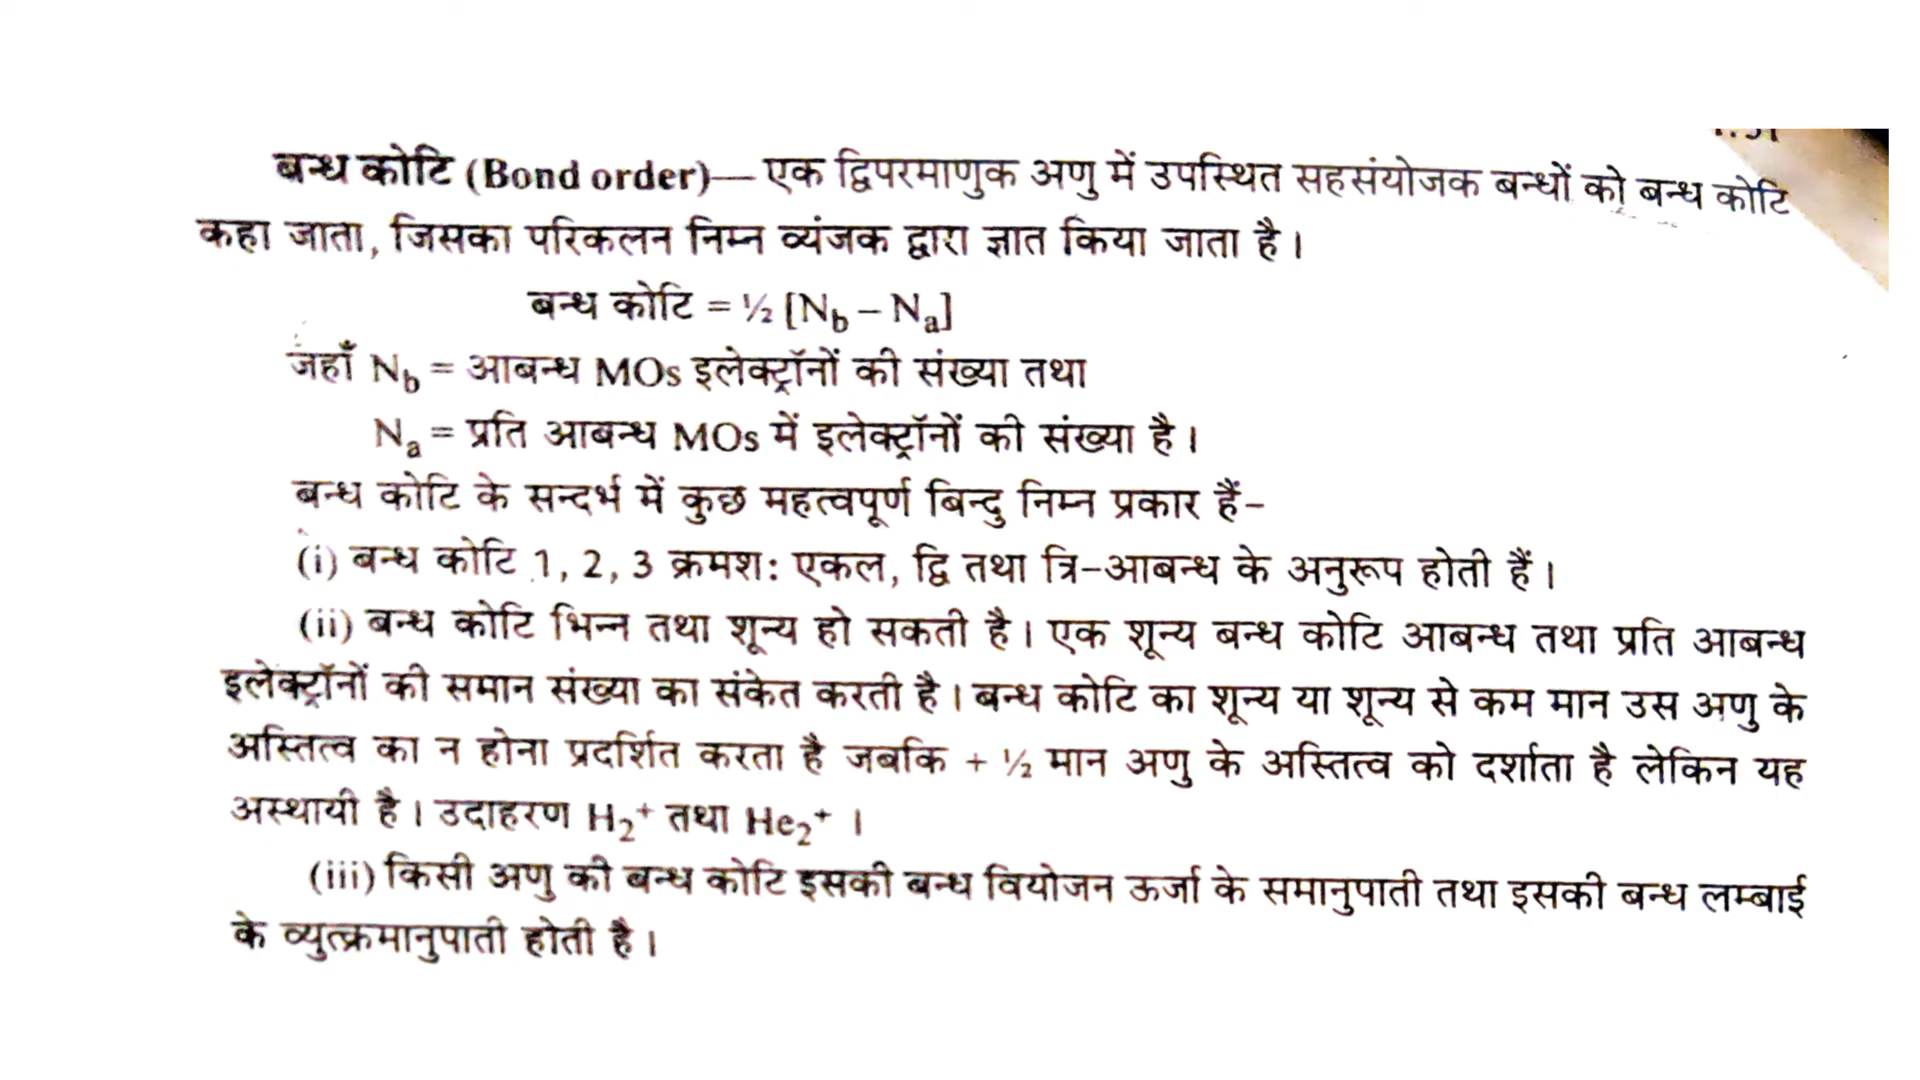 बन्ध कोटि (Bond order)— एक द्विपरमाणुक अणु में उपस्थित सहसंयोजक बन्धों को बन्ध कोटि
कहा जाता, जिसका परिकलन निम्न व्यंजक द्वारा ज्ञात किया जाता है।
बन्ध कोटि = ½ [N_b – N_a]
जहाँ N_b = आबन्ध MOs इलेक्ट्रॉनों की संख्या तथा
N_a = प्रति आबन्ध MOs में इलेक्ट्रॉनों की संख्या है।
बन्ध कोटि के सन्दर्भ में कुछ महत्वपूर्ण बिन्दु निम्न प्रकार हैं–
(i) बन्ध कोटि 1, 2, 3 क्रमश: एकल, द्वि तथा त्रि-आबन्ध के अनुरूप होती हैं।
(ii) बन्ध कोटि भिन्न तथा शून्य हो सकती है। एक शून्य बन्ध कोटि आबन्ध तथा प्रति आबन्ध
इलेक्ट्रॉनों की समान संख्या का संकेत करती है। बन्ध कोटि का शून्य या शून्य से कम मान उस अणु के
अस्तित्व का न होना प्रदर्शित करता है जबकि + ½ मान अणु के अस्तित्व को दर्शाता है लेकिन यह
अस्थायी है। उदाहरण H₂⁺ तथा He₂⁺ ।
(iii) किसी अणु की बन्ध कोटि इसकी बन्ध वियोजन ऊर्जा के समानुपाती तथा इसकी बन्ध लम्बाई
के व्युत्क्रमानुपाती होती है।